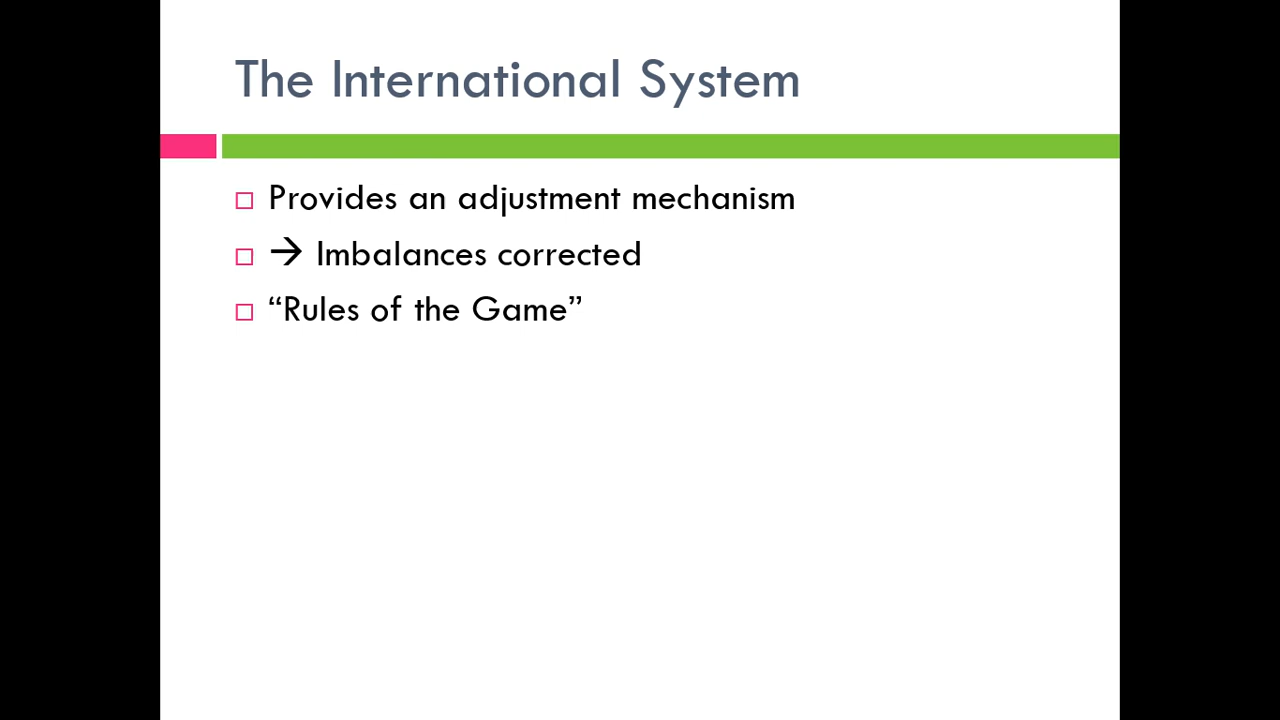 The International System
Provides an adjustment mechanism
→ Imbalances corrected
“Rules of the Game”